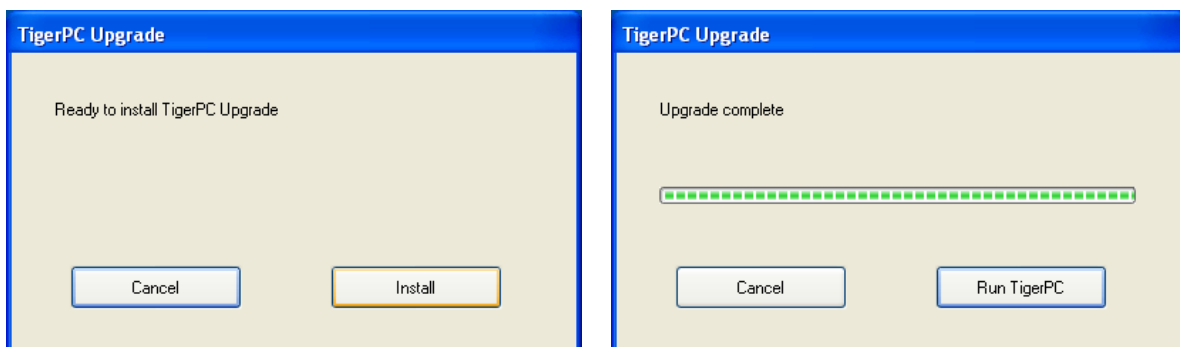 TigerPC Upgrade
Ready to install TigerPC Upgrade
Cancel
Install
TigerPC Upgrade
Upgrade complete
Cancel
Run TigerPC